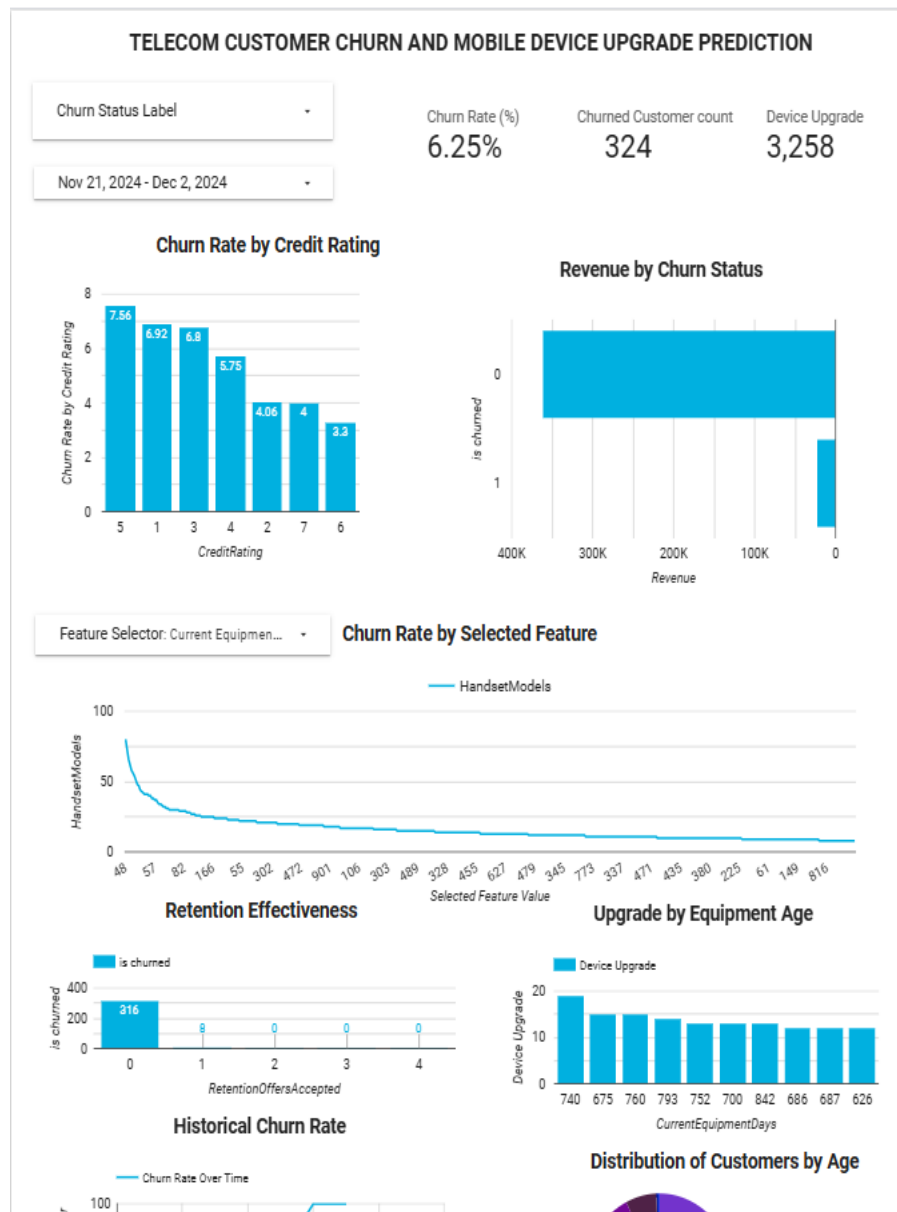 TELECOM CUSTOMER CHURN AND MOBILE DEVICE UPGRADE PREDICTION
Churn Status Label
Churn Rate (%)
6.25%
Churned Customer count
324
Device Upgrade
3,258
Nov 21, 2024 - Dec 2, 2024
Churn Rate by Credit Rating
8
6
4
2
0
Churn Rate by Credit Rating
7.56
6.92
6.8
5.75
4.06
4
3.3
5 1 3 4 2 7 6
CreditRating
Revenue by Churn Status
is churned
0
1
400K 300K 200K 100K 0
Revenue
Feature Selector: Current Equipmen...
Churn Rate by Selected Feature
HandsetModels
100
50
0
HandsetModels
48 57 82 166 55 302 472 901 106 303 489 328 455 627 479 345 773 337 471 435 380 225 61 149 816
Selected Feature Value
Retention Effectiveness
is churned
400
200
0
is churned
316 8 0 0 0
0 1 2 3 4
RetentionOffersAccepted
Upgrade by Equipment Age
Device Upgrade
20
10
0
Device Upgrade
740 675 760 793 752 700 842 686 687 626
CurrentEquipmentDays
Historical Churn Rate
Churn Rate Over Time
100
Distribution of Customers by Age